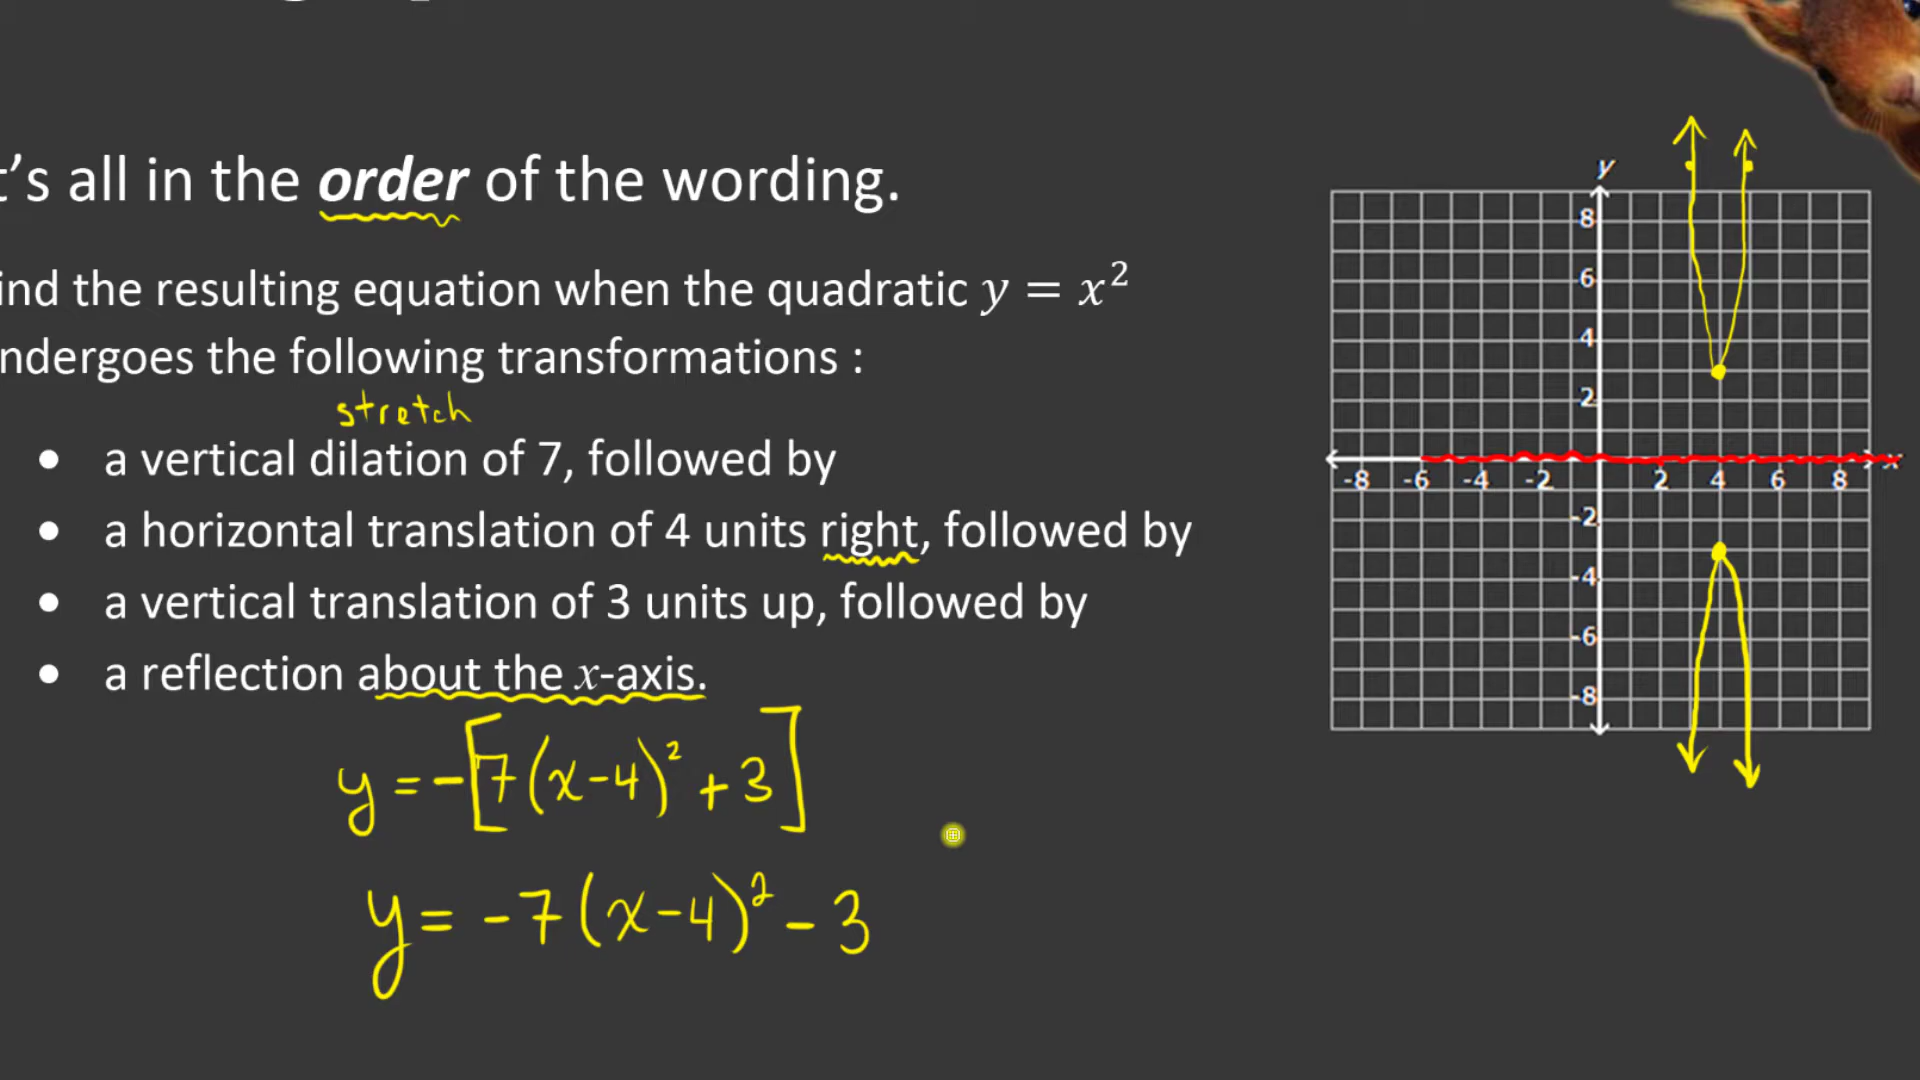 t’s all in the order of the wording.
ind the resulting equation when the quadratic y = x²
ndergoes the following transformations :
stretch
• a vertical dilation of 7, followed by
• a horizontal translation of 4 units right, followed by
• a vertical translation of 3 units up, followed by
• a reflection about the x-axis.
y = -[7(x-4)² +3]
y = -7(x-4)² - 3
y
8
6
4
2
-8 -6 -4 -2 2 4 6 8 x
-2
-4
-6
-8